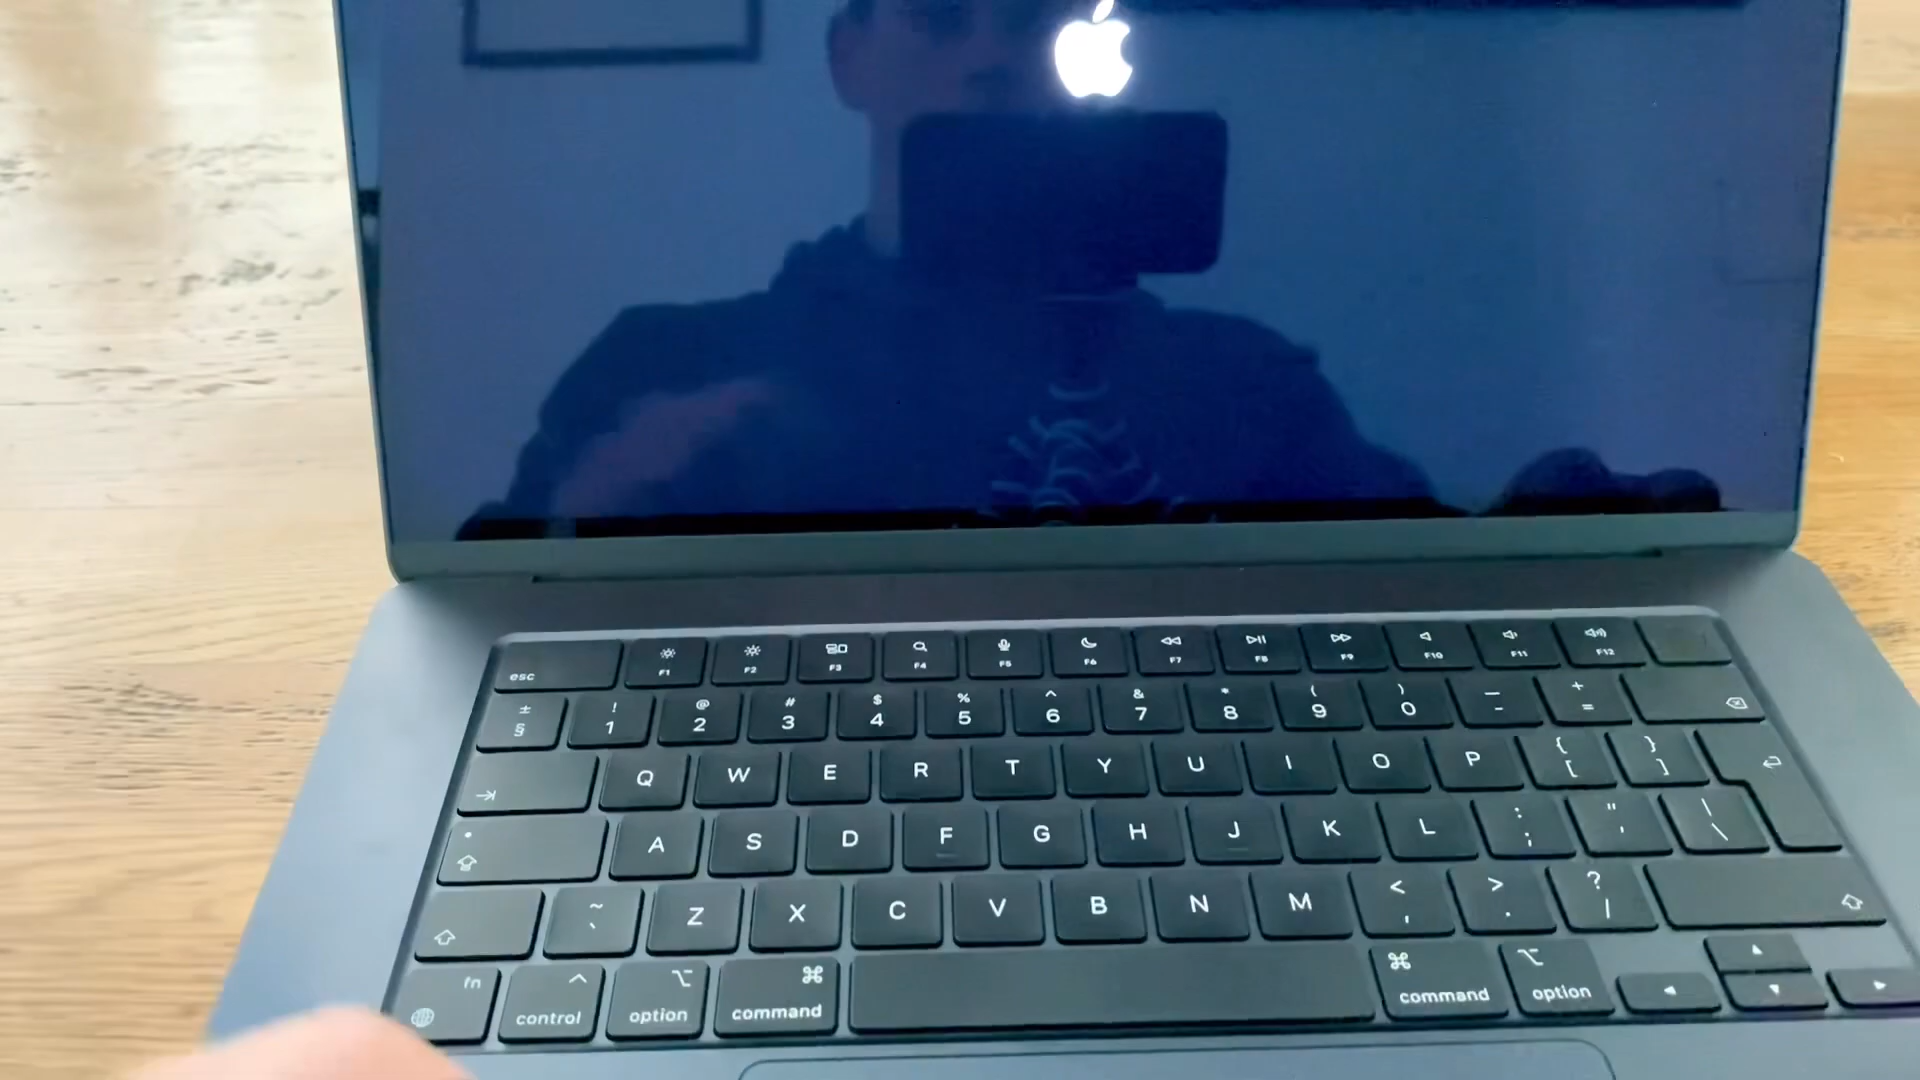 esc F1 F2 F3 F4 F5 F6 F7 F8 F9 F10 F11 F12
± ! @ # $ % ^ & * ( ) — +
§ 1 2 3 4 5 6 7 8 9 0 - =
Q W E R T Y U I O P { [ } ]
A S D F G H J K L : ; " ' | \
~ ` Z X C V B N M < , > . ? /
fn control option command command option